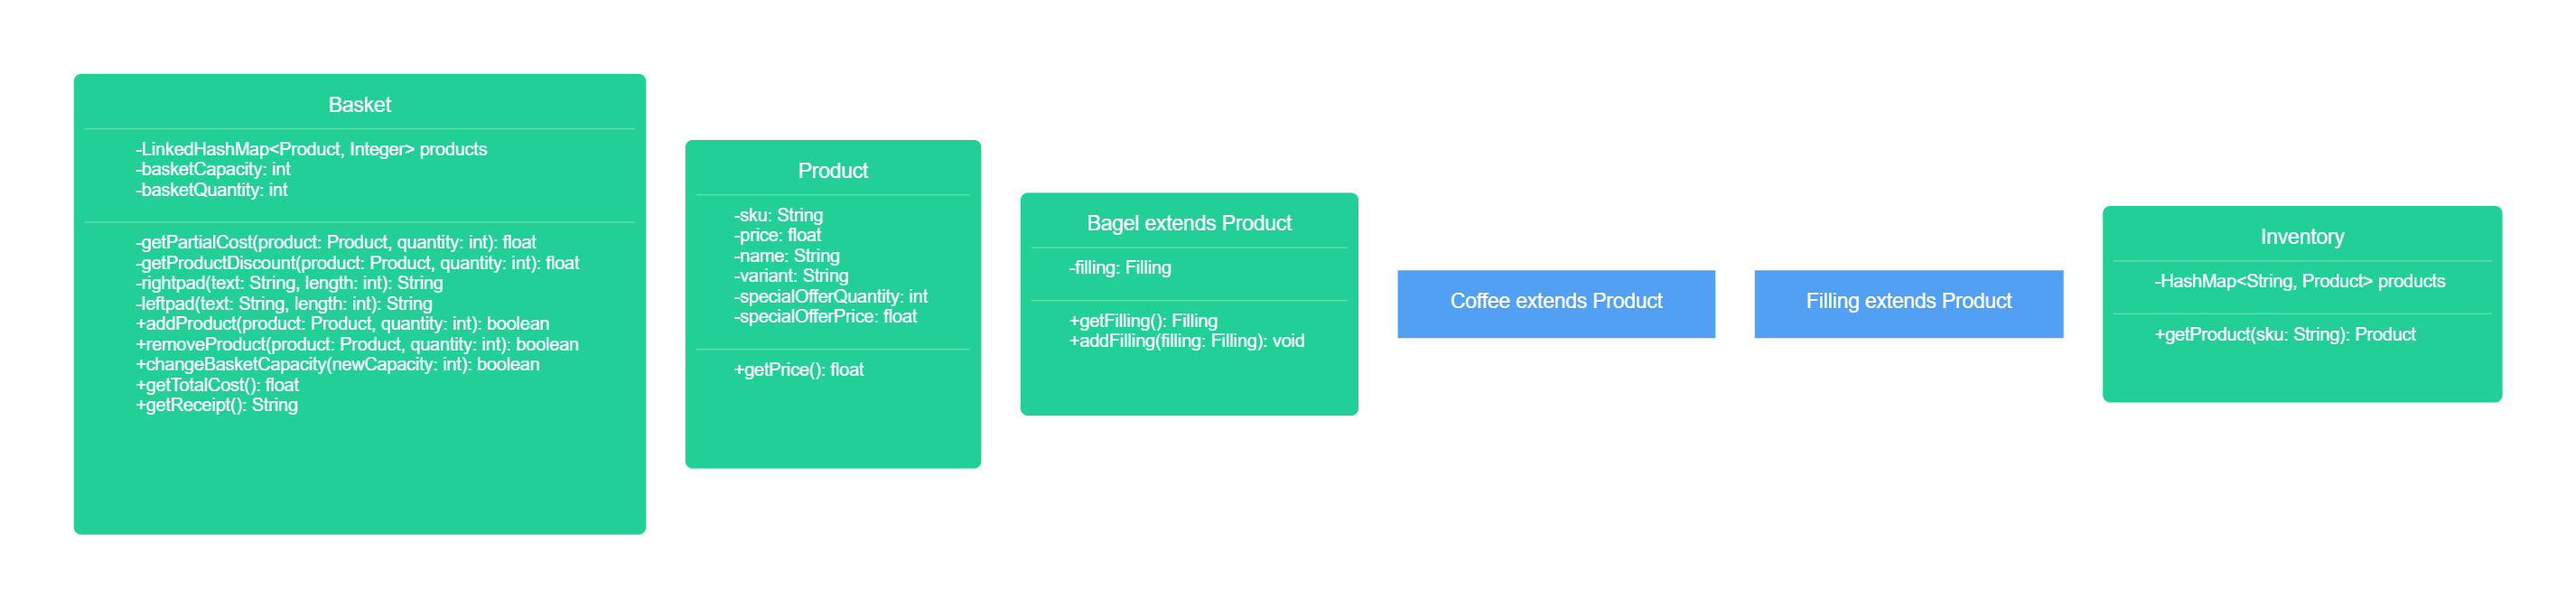 Basket
-LinkedHashMap<Product, Integer> products
-basketCapacity: int
-basketQuantity: int
-getPartialCost(product: Product, quantity: int): float
-getProductDiscount(product: Product, quantity: int): float
-rightpad(text: String, length: int): String
-leftpad(text: String, length: int): String
+addProduct(product: Product, quantity: int): boolean
+removeProduct(product: Product, quantity: int): boolean
+changeBasketCapacity(newCapacity: int): boolean
+getTotalCost(): float
+getReceipt(): String
Product
-sku: String
-price: float
-name: String
-variant: String
-specialOfferQuantity: int
-specialOfferPrice: float
+getPrice(): float
Bagel extends Product
-filling: Filling
+getFilling(): Filling
+addFilling(filling: Filling): void
Coffee extends Product
Filling extends Product
Inventory
-HashMap<String, Product> products
+getProduct(sku: String): Product